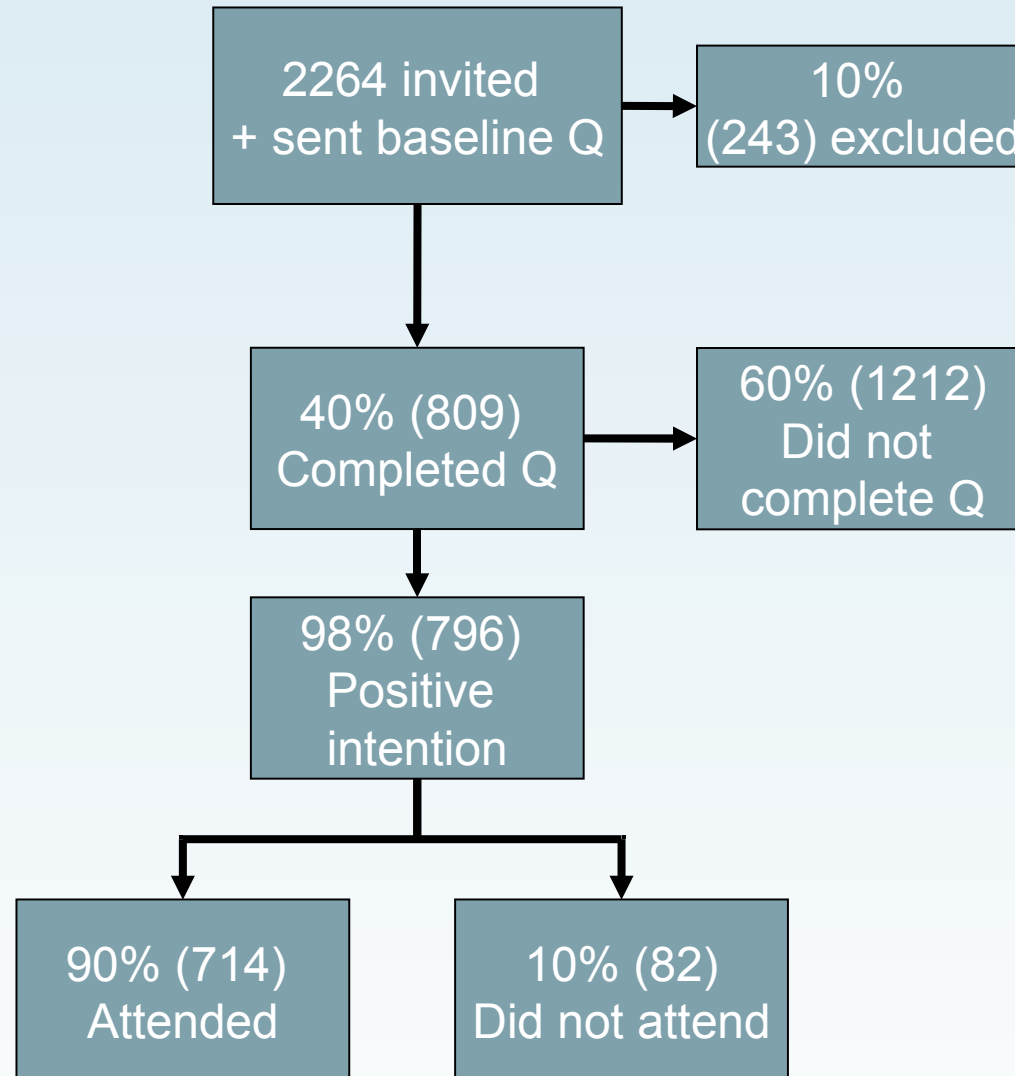 2264 invited
+ sent baseline Q
10%
(243) excluded
40% (809)
Completed Q
60% (1212)
Did not
complete Q
98% (796)
Positive
intention
90% (714)
Attended
10% (82)
Did not attend